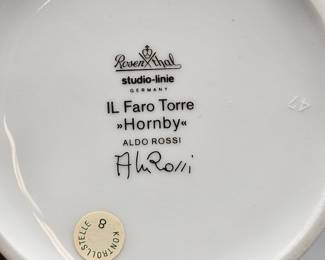 Rosenthal
studio-linie
GERMANY
IL Faro Torre
»Hornby«
ALDO ROSSI
AldoRossi
47
8
KONTROLLSTELLE